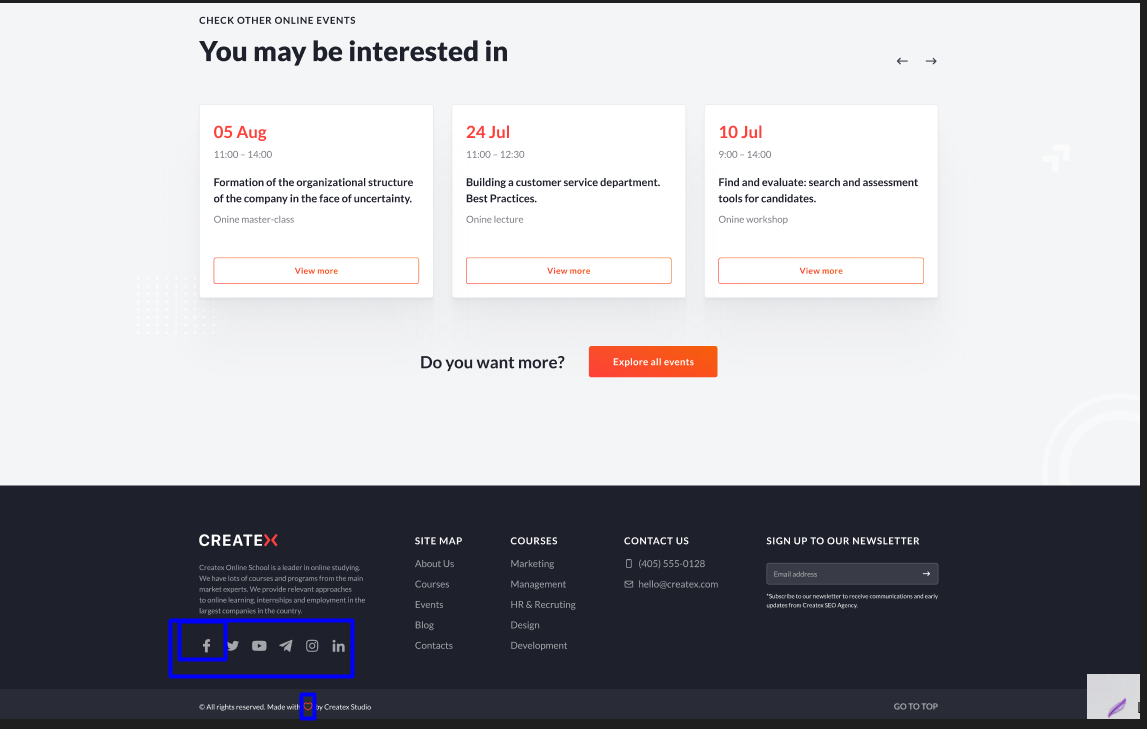 CHECK OTHER ONLINE EVENTS
You may be interested in
05 Aug
11:00 – 14:00
Formation of the organizational structure
of the company in the face of uncertainty.
Onine master-class
View more
24 Jul
11:00 – 12:30
Building a customer service department.
Best Practices.
Onine lecture
View more
10 Jul
9:00 – 14:00
Find and evaluate: search and assessment
tools for candidates.
Onine workshop
View more
Do you want more?
Explore all events
CREATEX
Createx Online School is a leader in online studying.
We have lots of courses and programs from the main
market experts. We provide relevant approaches
to online learning, internships and employment in the
largest companies in the country.
SITE MAP
About Us
Courses
Events
Blog
Contacts
COURSES
Marketing
Management
HR & Recruting
Design
Development
CONTACT US
(405) 555-0128
hello@createx.com
SIGN UP TO OUR NEWSLETTER
Email address
*Subscribe to our newsletter to receive communications and early
updates from Createx SEO Agency.
© All rights reserved. Made with by Createx Studio
GO TO TOP